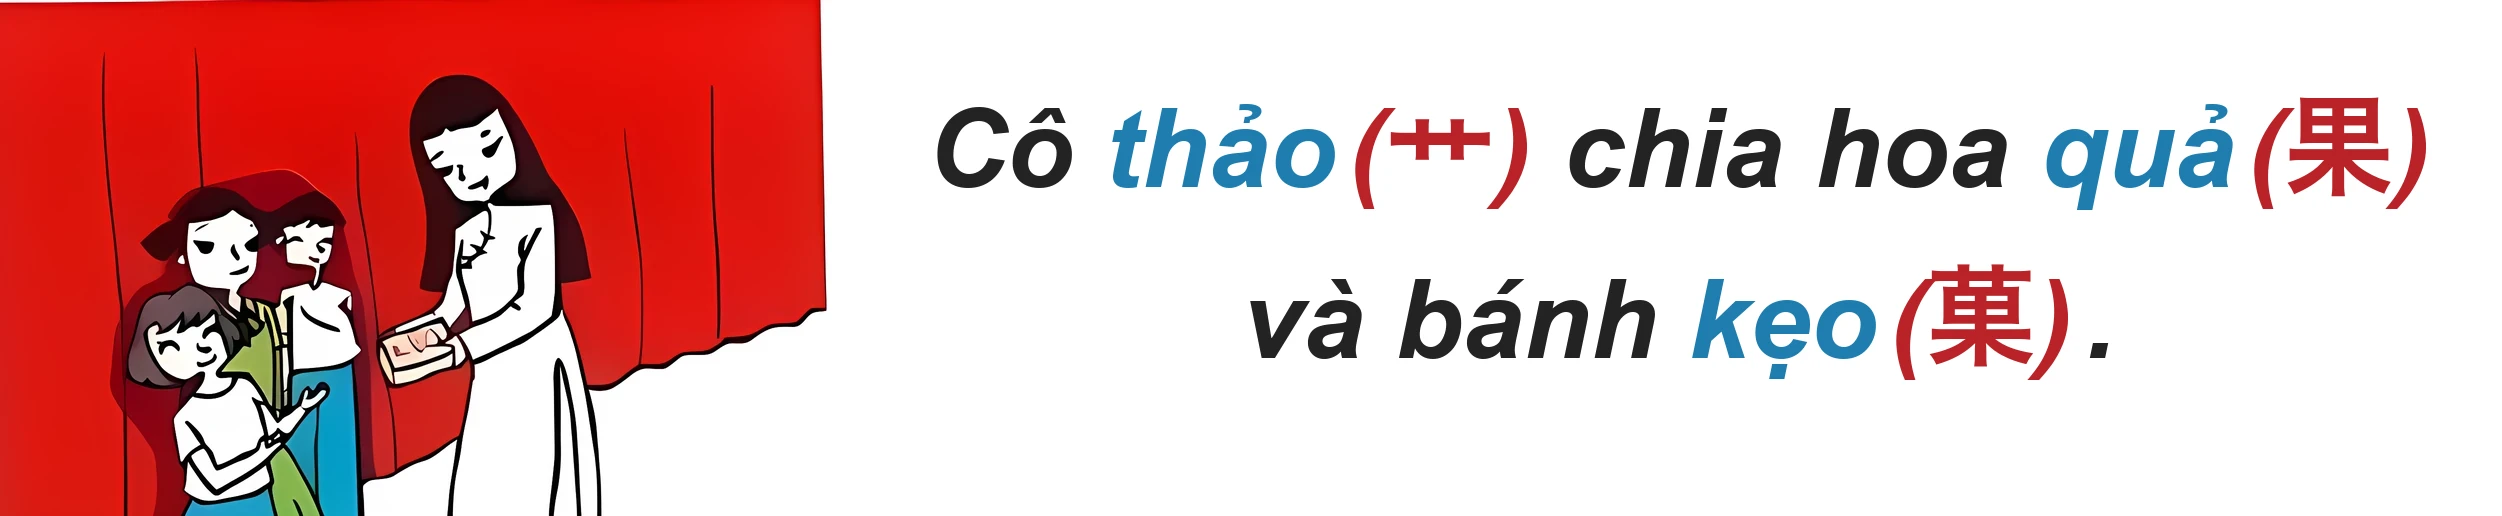 Cô thảo(艹) chia hoa quả(果)
và bánh kẹo(菓).